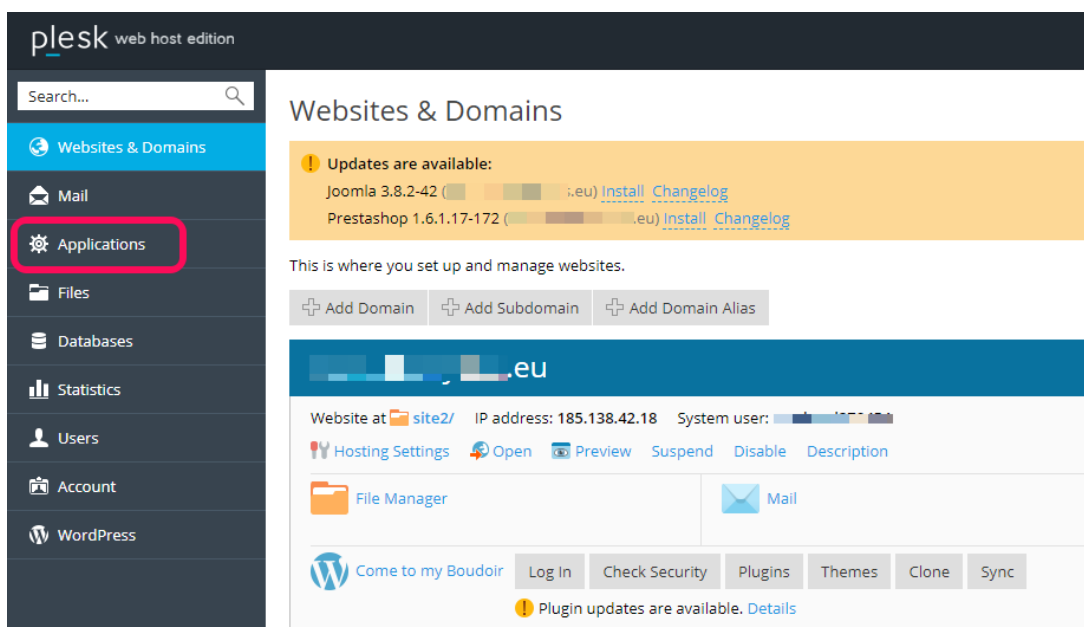 plesk web host edition
Search...
Websites & Domains
Mail
Applications
Files
Databases
Statistics
Users
Account
WordPress
Websites & Domains
Updates are available:
Joomla 3.8.2-42 ( .eu) Install Changelog
Prestashop 1.6.1.17-172 ( .eu) Install Changelog
This is where you set up and manage websites.
Add Domain Add Subdomain Add Domain Alias
.eu
Website at site2/ IP address: 185.138.42.18 System user:
Hosting Settings Open Preview Suspend Disable Description
File Manager Mail
Come to my Boudoir Log In Check Security Plugins Themes Clone Sync
Plugin updates are available. Details